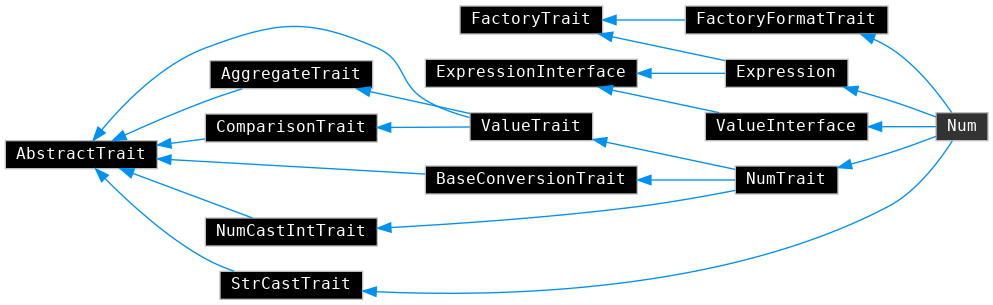 FactoryTrait
FactoryFormatTrait
AggregateTrait
ExpressionInterface
Expression
ComparisonTrait
ValueTrait
ValueInterface
Num
AbstractTrait
BaseConversionTrait
NumTrait
NumCastIntTrait
StrCastTrait